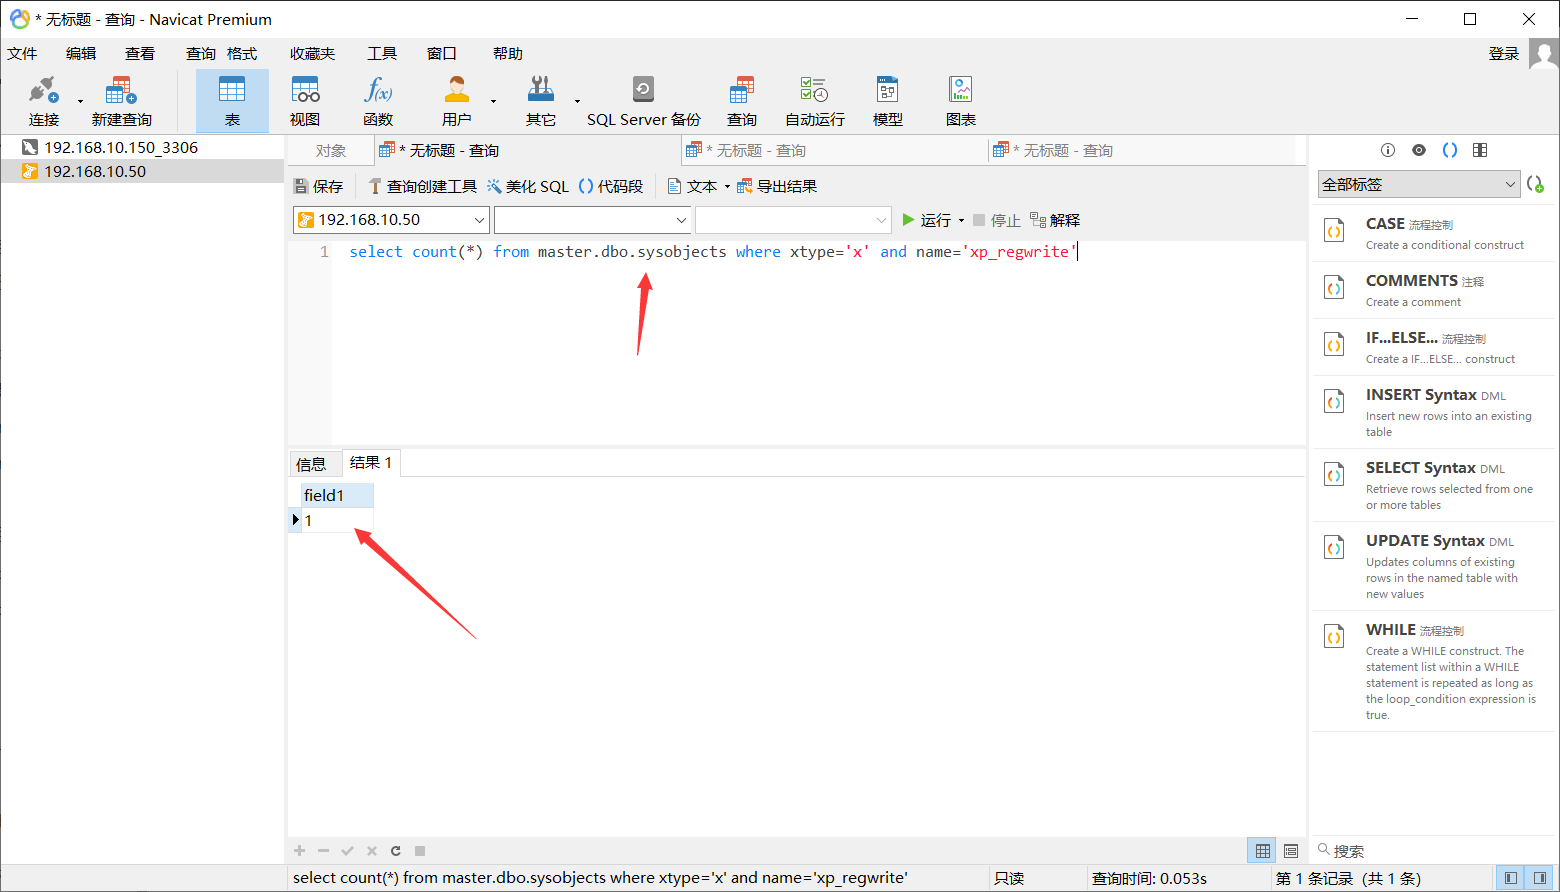 * 无标题 - 查询 - Navicat Premium
文件 编辑 查看 查询 格式 收藏夹 工具 窗口 帮助 登录
连接 新建查询 表 视图 函数 用户 其它 SQL Server 备份 查询 自动运行 模型 图表
192.168.10.150_3306
192.168.10.50
对象 * 无标题 - 查询 * 无标题 - 查询 * 无标题 - 查询
保存 查询创建工具 美化 SQL 代码段 文本 导出结果
192.168.10.50 运行 停止 解释
1 select count(*) from master.dbo.sysobjects where xtype='x' and name='xp_regwrite'
信息 结果 1
field1
1
全部标签
CASE 流程控制
Create a conditional construct
COMMENTS 注释
Create a comment
IF...ELSE... 流程控制
Create a IF...ELSE... construct
INSERT Syntax DML
Insert new rows into an existing
table
SELECT Syntax DML
Retrieve rows selected from one
or more tables
UPDATE Syntax DML
Updates columns of existing
rows in the named table with
new values
WHILE 流程控制
Create a WHILE construct. The
statement list within a WHILE
statement is repeated as long as
the loop_condition expression is
true.
搜索
select count(*) from master.dbo.sysobjects where xtype='x' and name='xp_regwrite' 只读 查询时间: 0.053s 第 1 条记录 (共 1 条)